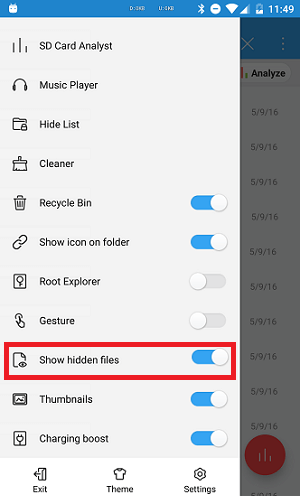 D: 0KB U: 0KB 11:49
SD Card Analyst
Analyze
Music Player
5/9/16
Hide List
5/9/16
Cleaner
5/9/16
Recycle Bin
5/9/16
Show icon on folder
5/9/16
Root Explorer
5/9/16
Gesture
5/9/16
Show hidden files
5/9/16
Thumbnails
5/9/16
Charging boost
Exit Theme Settings